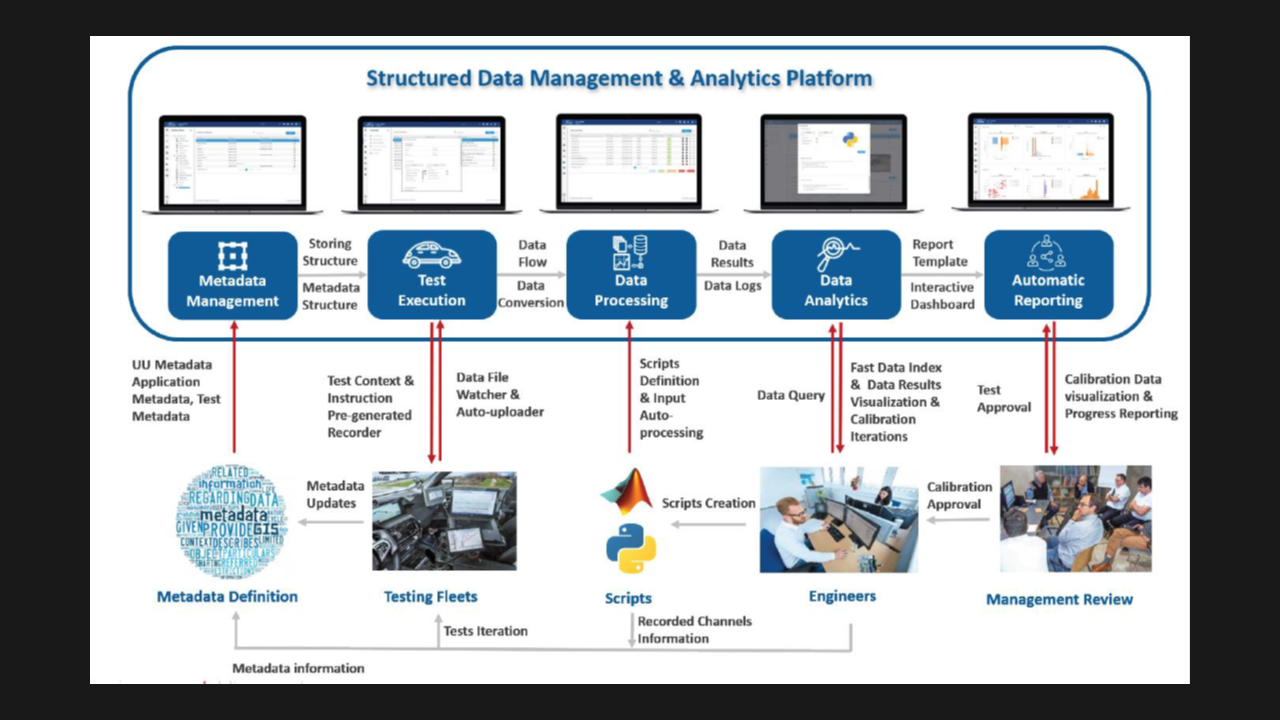 Structured Data Management & Analytics Platform
Metadata
Management
Storing
Structure
Metadata
Structure
Test
Execution
Data
Flow
Data
Conversion
Data
Processing
Data
Results
Data Logs
Data
Analytics
Report
Template
Interactive
Dashboard
Automatic
Reporting
UU Metadata
Application
Metadata, Test
Metadata
Test Context &
Instruction
Pre-generated
Recorder
Data File
Watcher &
Auto-uploader
Scripts
Definition
& Input
Auto-
processing
Data Query
Fast Data Index
& Data Results
Visualization &
Calibration
Iterations
Test
Approval
Calibration Data
visualization &
Progress Reporting
RELATED
information
REGARDING DATA
metadata
GIVEN PROVIDE GIS
CONTEXT DESCRIBES LIMITED
OBJECT PARTICULARS
SHARING REFERRED
RESTRICTIONS
Metadata
Updates
Scripts Creation
Calibration
Approval
Metadata Definition
Testing Fleets
Scripts
Engineers
Management Review
Tests Iteration
Recorded Channels
Information
Metadata information